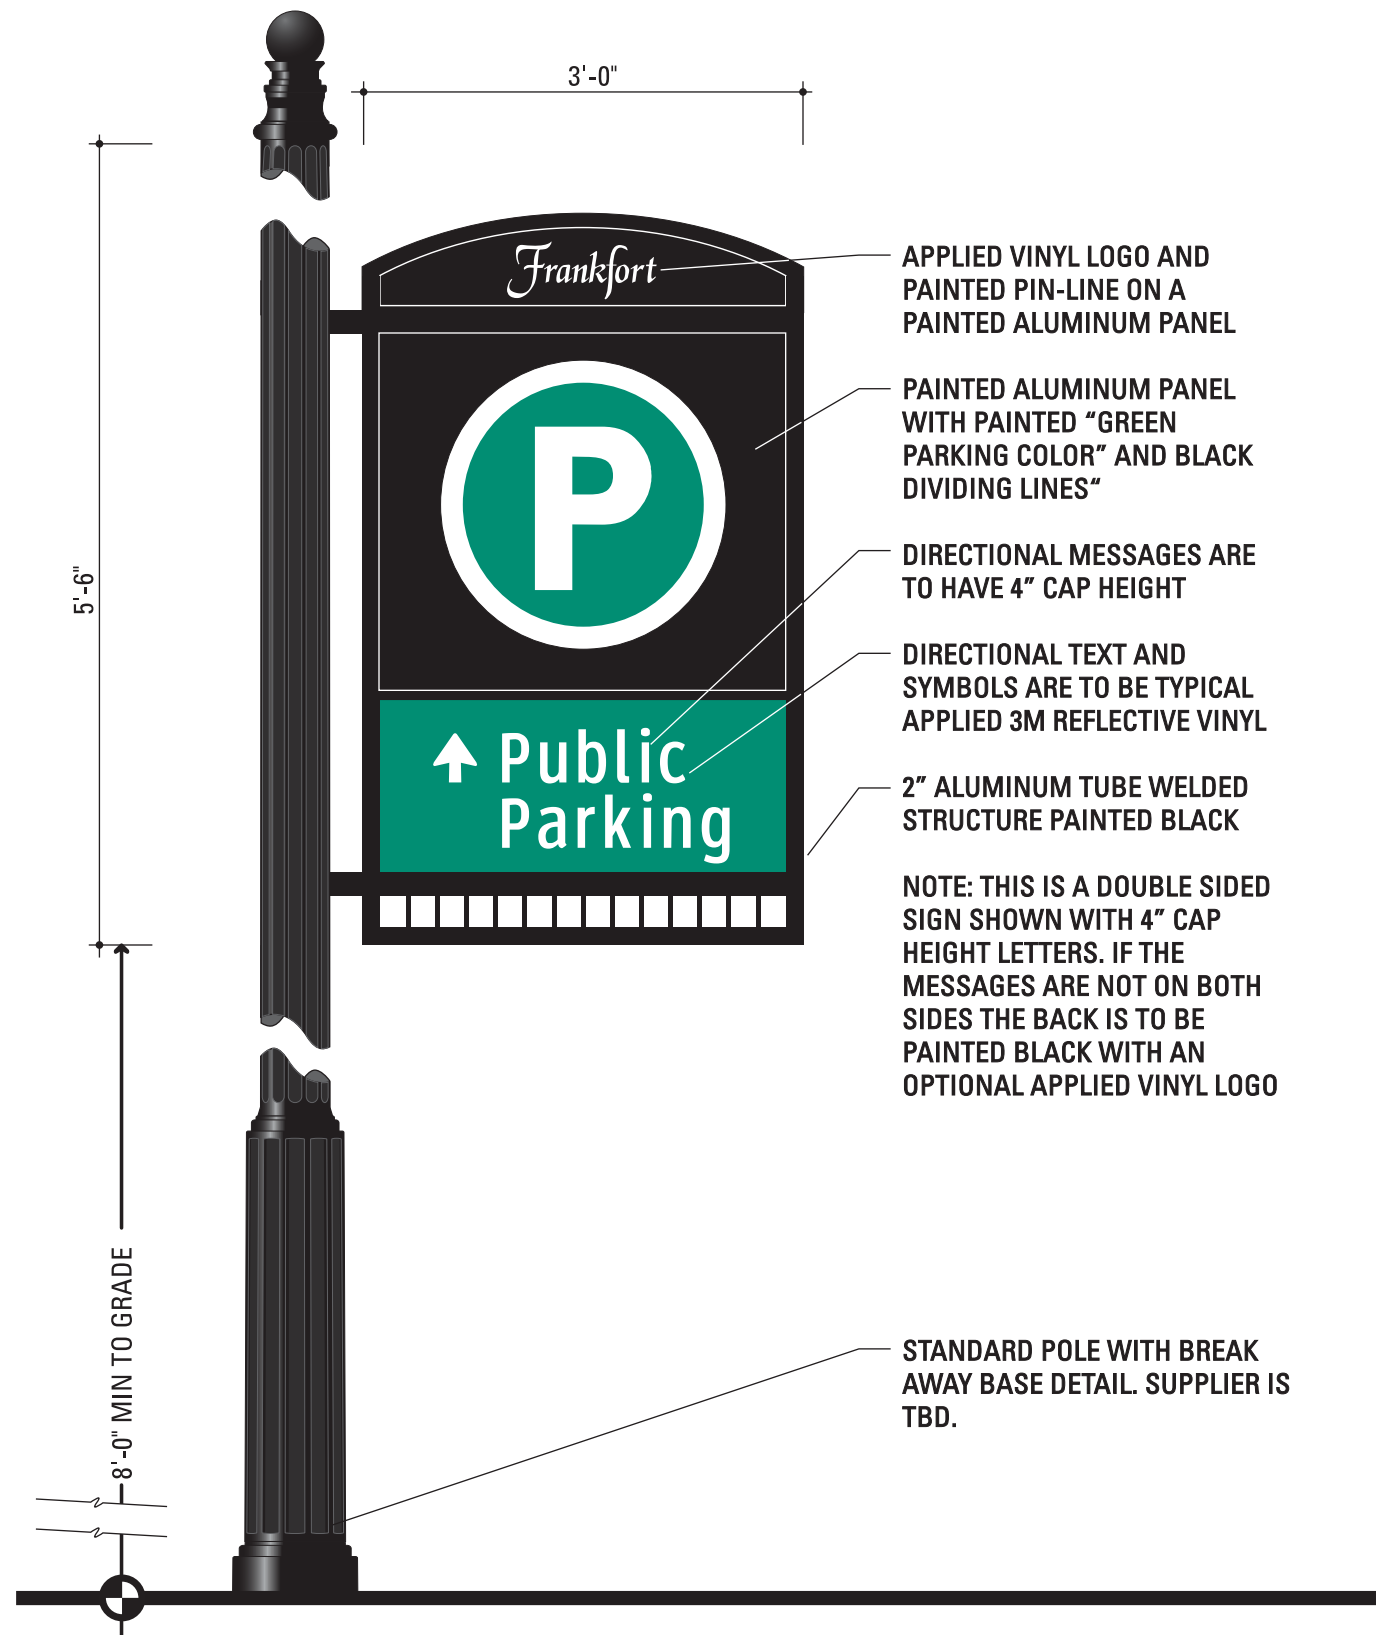 3'-0"
Frankfort
APPLIED VINYL LOGO AND
PAINTED PIN-LINE ON A
PAINTED ALUMINUM PANEL
PAINTED ALUMINUM PANEL
WITH PAINTED “GREEN
PARKING COLOR” AND BLACK
DIVIDING LINES“
P
DIRECTIONAL MESSAGES ARE
TO HAVE 4” CAP HEIGHT
5'-6"
DIRECTIONAL TEXT AND
SYMBOLS ARE TO BE TYPICAL
APPLIED 3M REFLECTIVE VINYL
Public
Parking
2” ALUMINUM TUBE WELDED
STRUCTURE PAINTED BLACK
NOTE: THIS IS A DOUBLE SIDED
SIGN SHOWN WITH 4” CAP
HEIGHT LETTERS. IF THE
MESSAGES ARE NOT ON BOTH
SIDES THE BACK IS TO BE
PAINTED BLACK WITH AN
OPTIONAL APPLIED VINYL LOGO
8'-0" MIN TO GRADE
STANDARD POLE WITH BREAK
AWAY BASE DETAIL. SUPPLIER IS
TBD.